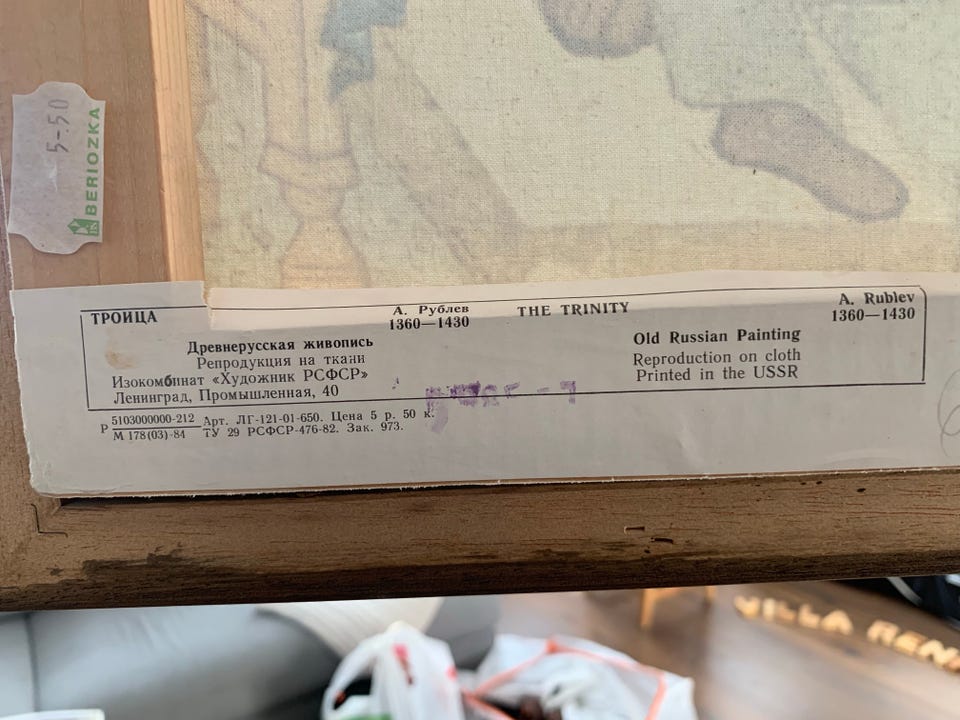 5-50
BERIOZKA
ТРОИЦА
А. Рублев
1360—1430
Древнерусская живопись
Репродукция на ткани
Изокомбинат «Художник РСФСР»
Ленинград, Промышленная, 40
THE TRINITY
A. Rublev
1360—1430
Old Russian Painting
Reproduction on cloth
Printed in the USSR
Р 5103000000-212
М 178(03)-84
Арт. ЛГ-121-01-650. Цена 5 р. 50 к.
ТУ 29 РСФСР-476-82. Зак. 973.
VILLA